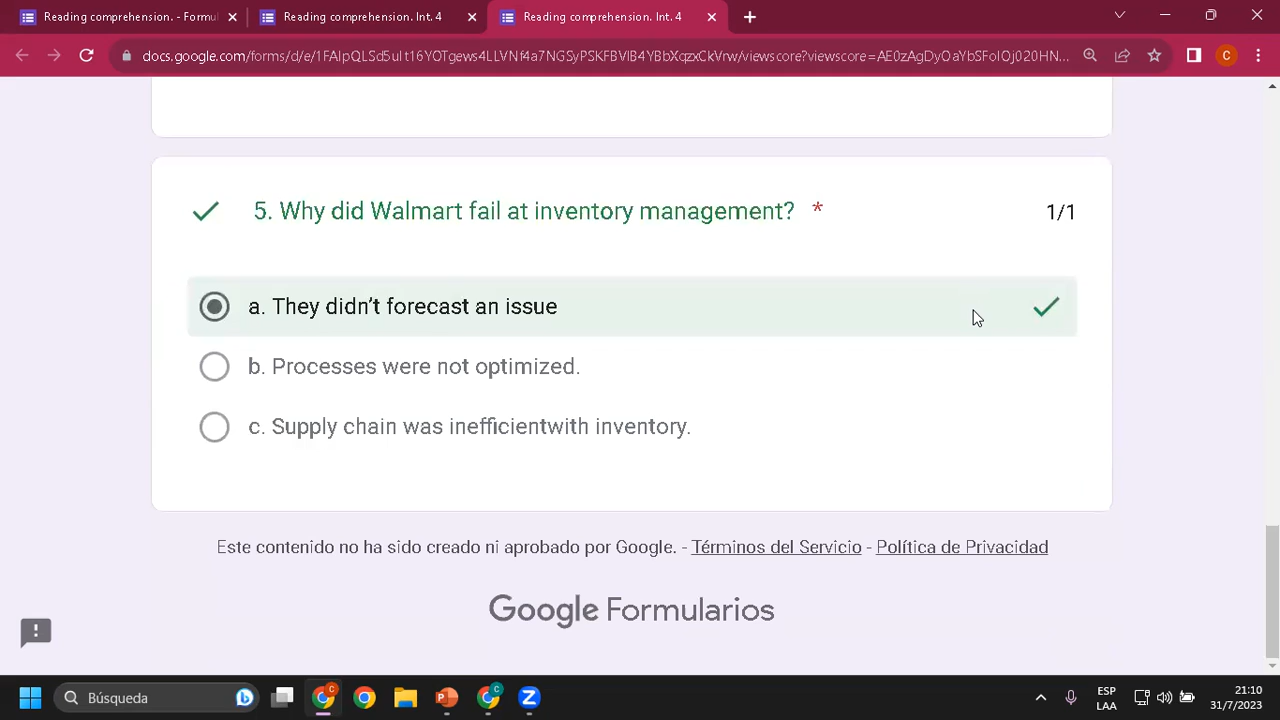 Reading comprehension. - Formul
Reading comprehension. Int. 4
Reading comprehension. Int. 4
docs.google.com/forms/d/e/1FAIpQLSd5uIt16YOTgews4LLVNf4a7NGSyPSKFBVlB4YBbXqzxCkVrw/viewscore?viewscore=AE0zAgDyOaYbSFoIOj020HN...
C
5. Why did Walmart fail at inventory management? *
1/1
a. They didn’t forecast an issue
b. Processes were not optimized.
c. Supply chain was inefficientwith inventory.
Este contenido no ha sido creado ni aprobado por Google. - Términos del Servicio - Política de Privacidad
Google Formularios
Búsqueda
ESP
LAA
21:10
31/7/2023